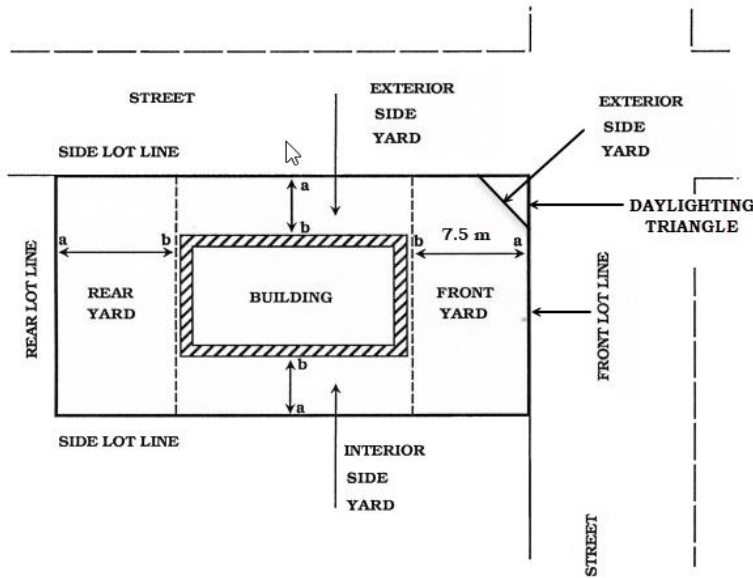 EXTERIOR
SIDE
YARD
STREET
EXTERIOR
SIDE
YARD
SIDE LOT LINE
a
DAYLIGHTING
TRIANGLE
b
a
b
b
7.5 m
a
REAR LOT LINE
REAR
YARD
BUILDING
FRONT
YARD
FRONT LOT LINE
b
a
SIDE LOT LINE
INTERIOR
SIDE
YARD
STREET